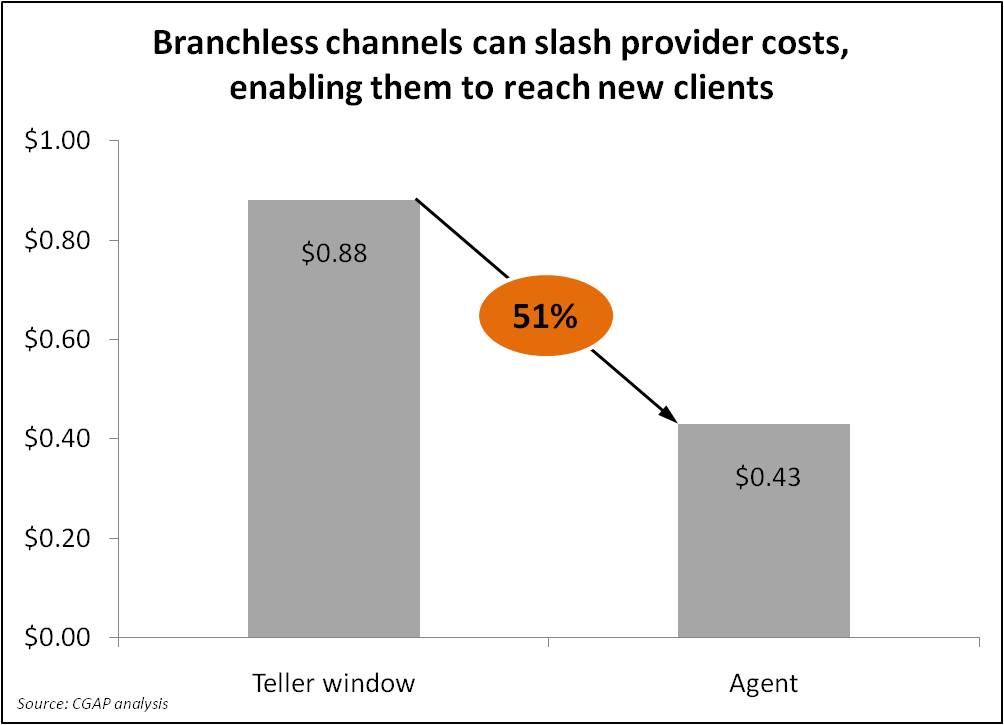 Branchless channels can slash provider costs,
enabling them to reach new clients
$1.00
$0.80
$0.60
$0.40
$0.20
$0.00
$0.88
51%
$0.43
Teller window
Agent
Source: CGAP analysis